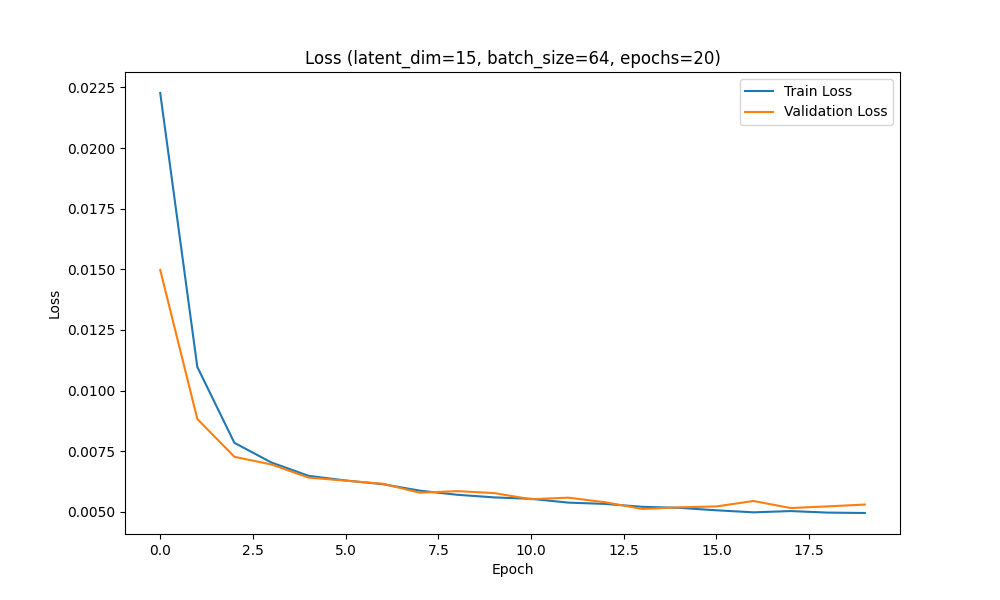 Loss (latent_dim=15, batch_size=64, epochs=20)
Train Loss
Validation Loss
0.0225
0.0200
0.0175
0.0150
0.0125
0.0100
0.0075
0.0050
Loss
0.0 2.5 5.0 7.5 10.0 12.5 15.0 17.5
Epoch